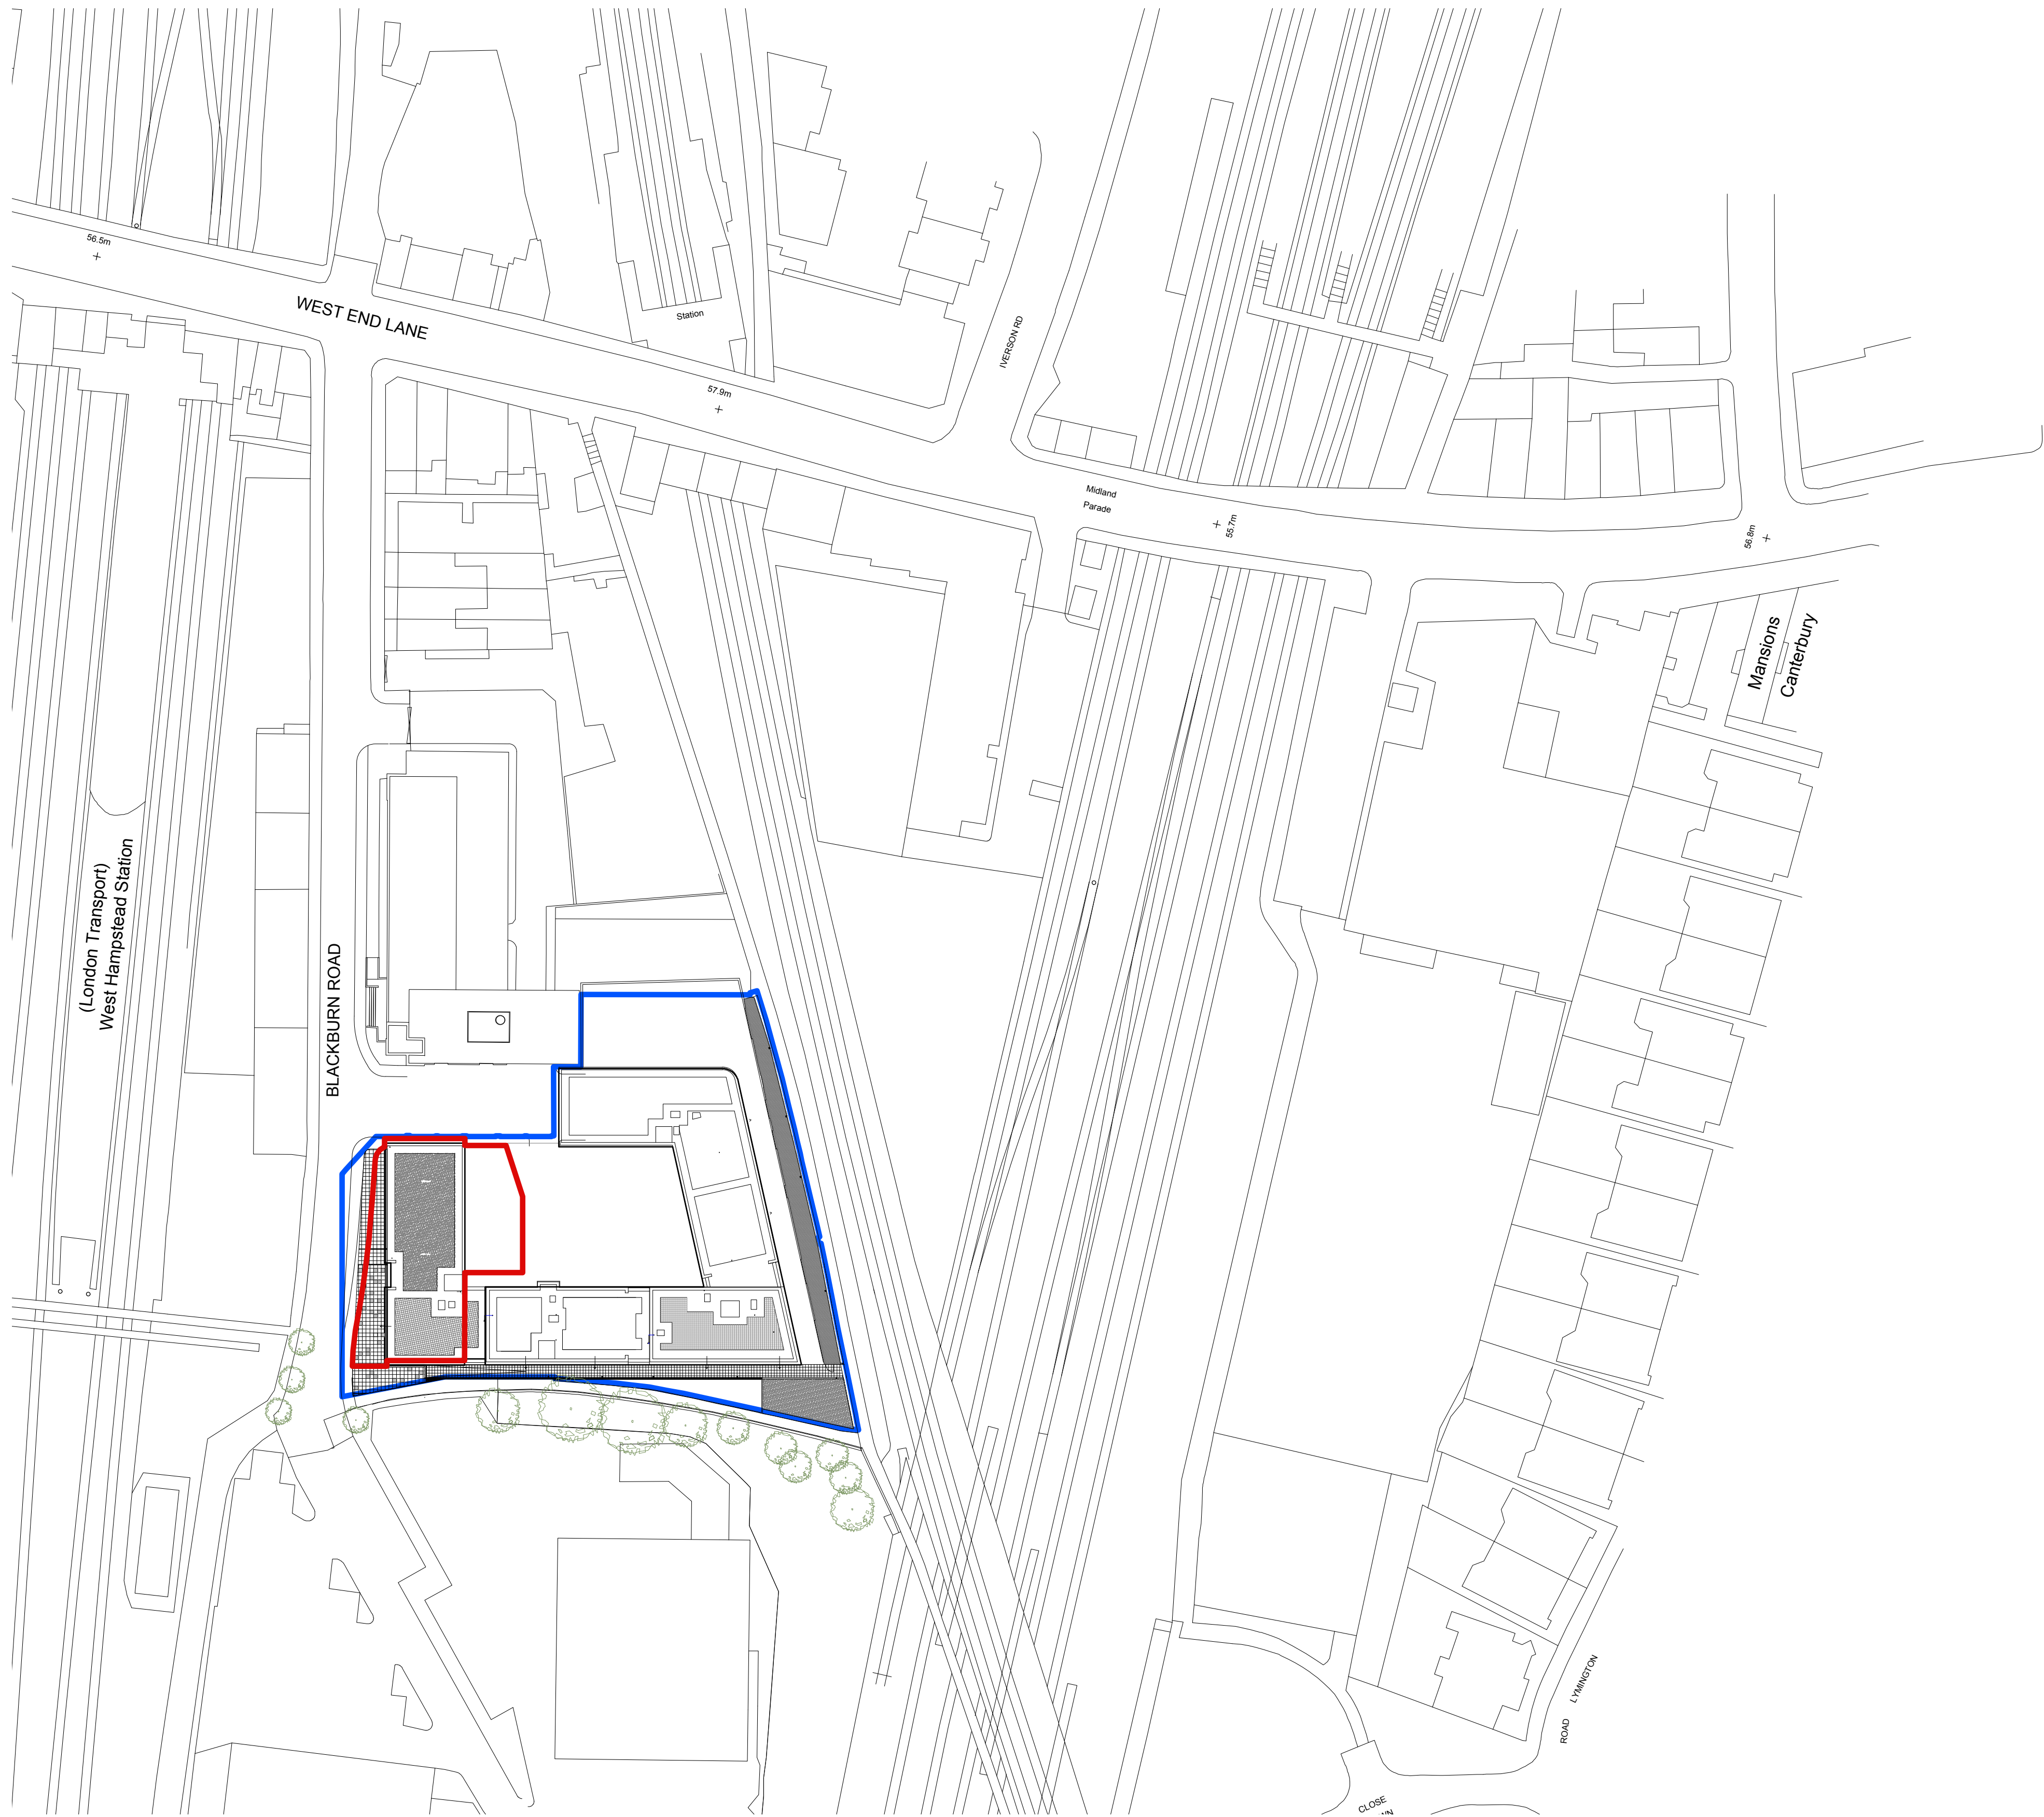 56.5m
WEST END LANE
Station
IVERSON RD
57.9m
Midland
Parade
55.7m
56.8m
Mansions
Canterbury
(London Transport)
West Hampstead Station
BLACKBURN ROAD
LYMINGTON
ROAD
CLOSE